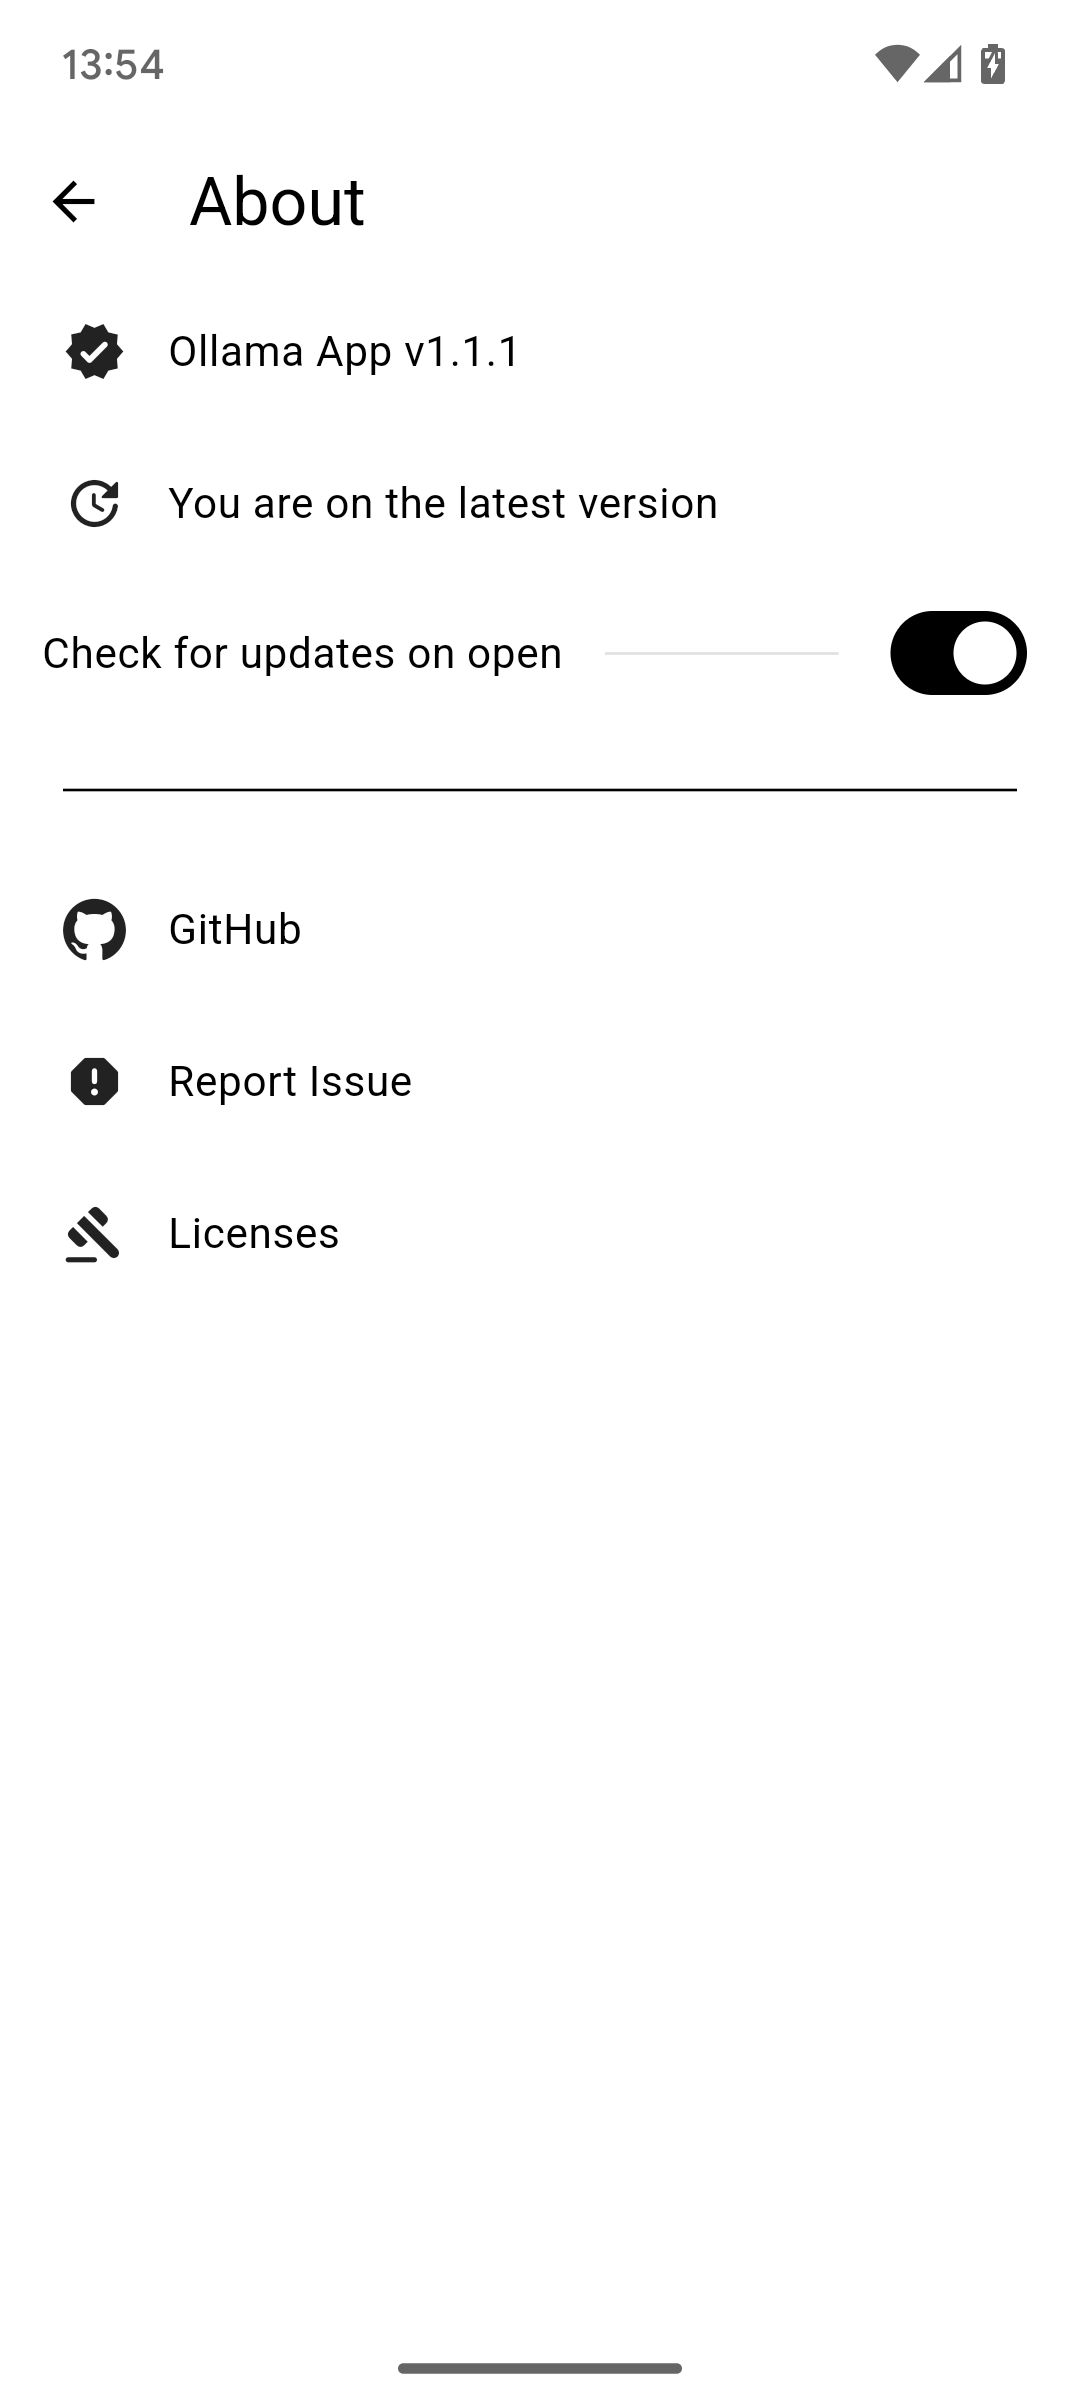 13:54
About
Ollama App v1.1.1
You are on the latest version
Check for updates on open
GitHub
Report Issue
Licenses